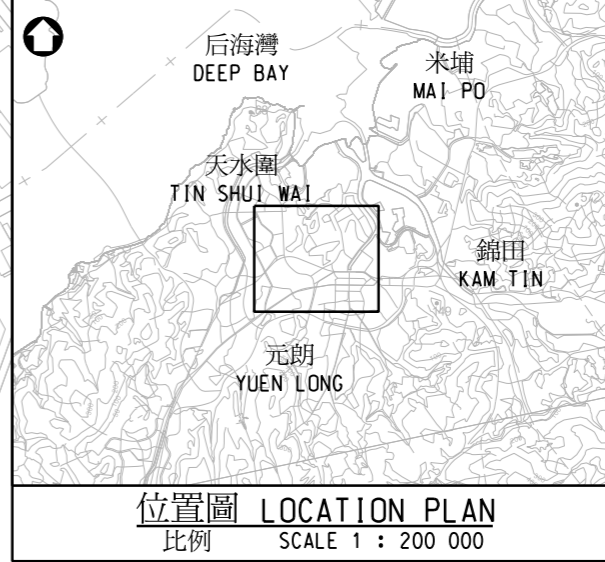 后海灣
DEEP BAY
米埔
MAI PO
天水圍
TIN SHUI WAI
錦田
KAM TIN
元朗
YUEN LONG
位置圖 LOCATION PLAN
比例 SCALE 1 : 200 000